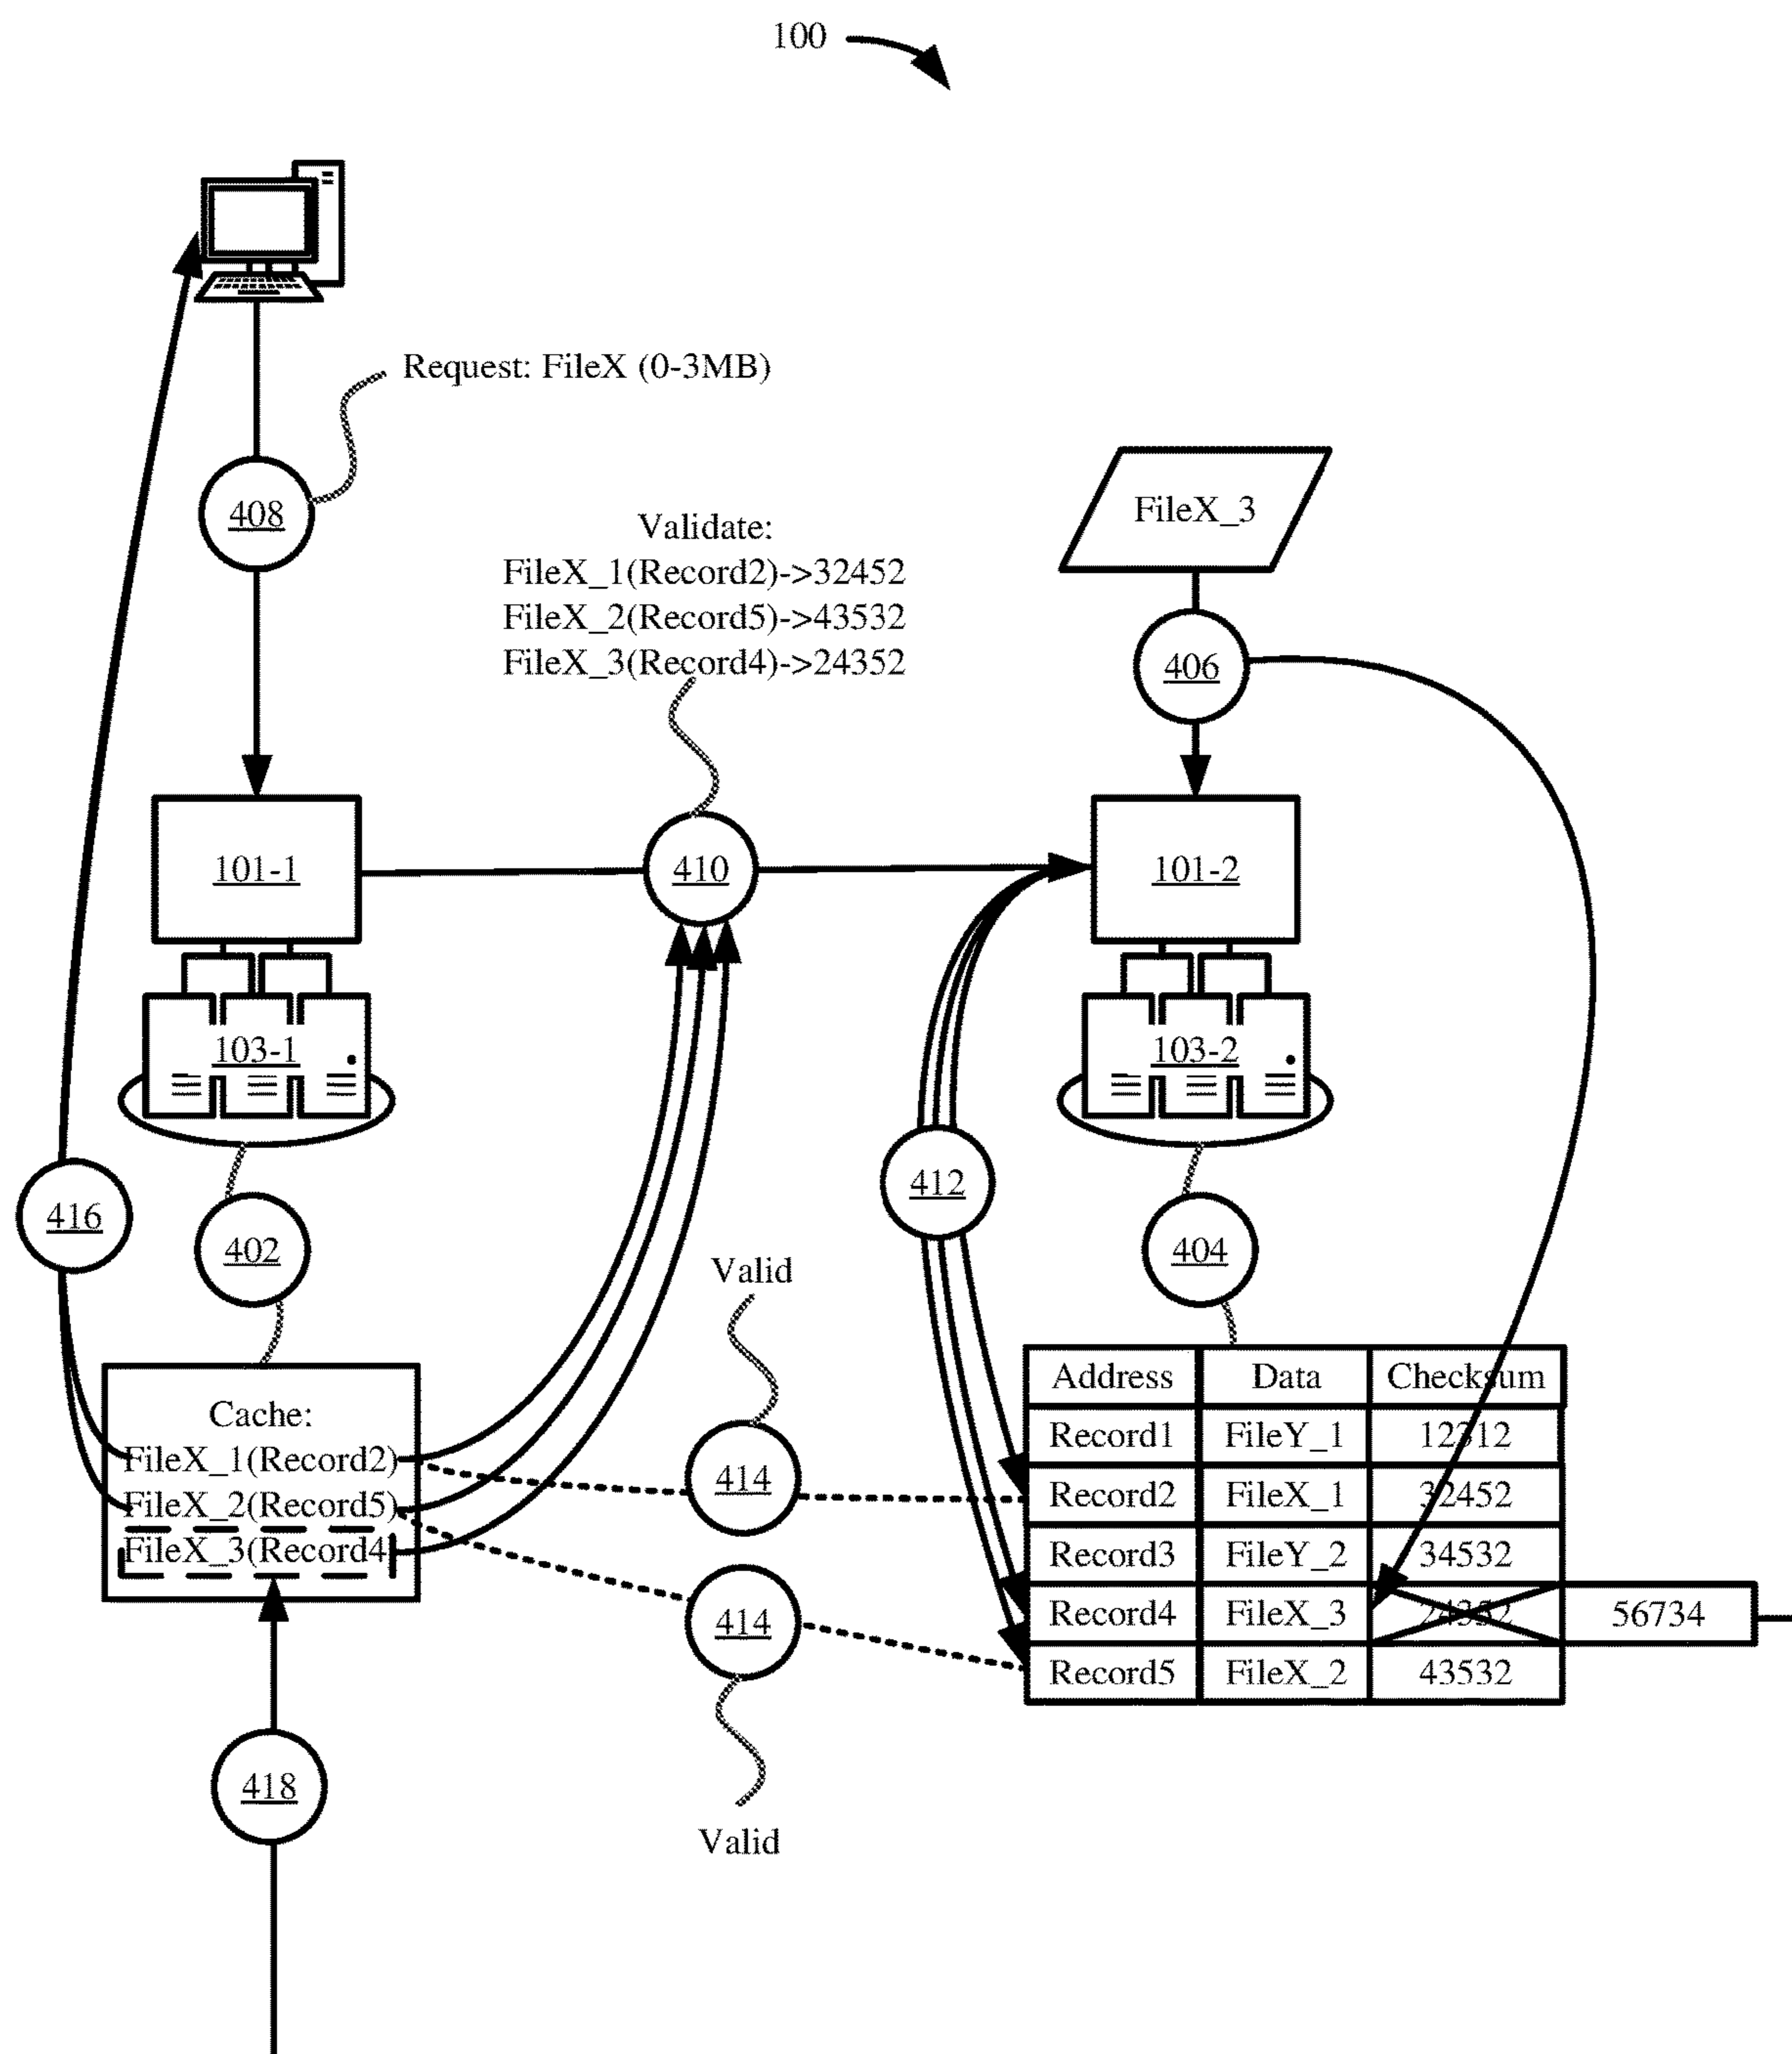 100
Request: FileX (0-3MB)
408
Validate:
FileX_1(Record2)->32452
FileX_2(Record5)->43532
FileX_3(Record4)->24352
FileX_3
406
101-1
410
101-2
103-1
103-2
412
416
402
404
Valid
Cache:
FileX_1(Record2)
FileX_2(Record5)
FileX_3(Record4
414
414
Valid
418
Address Data Checksum
Record1 FileY_1 12312
Record2 FileX_1 32452
Record3 FileY_2 34532
Record4 FileX_3 24352 56734
Record5 FileX_2 43532